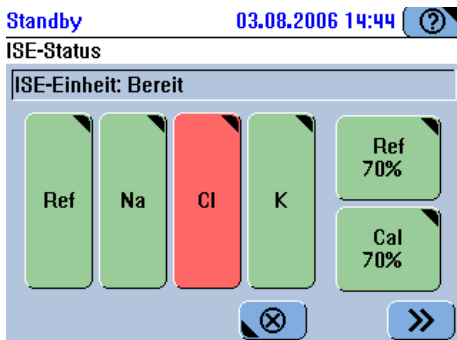 Standby 03.08.2006 14:44 ?
ISE-Status
ISE-Einheit: Bereit
Ref Na Cl K
Ref
70%
Cal
70%